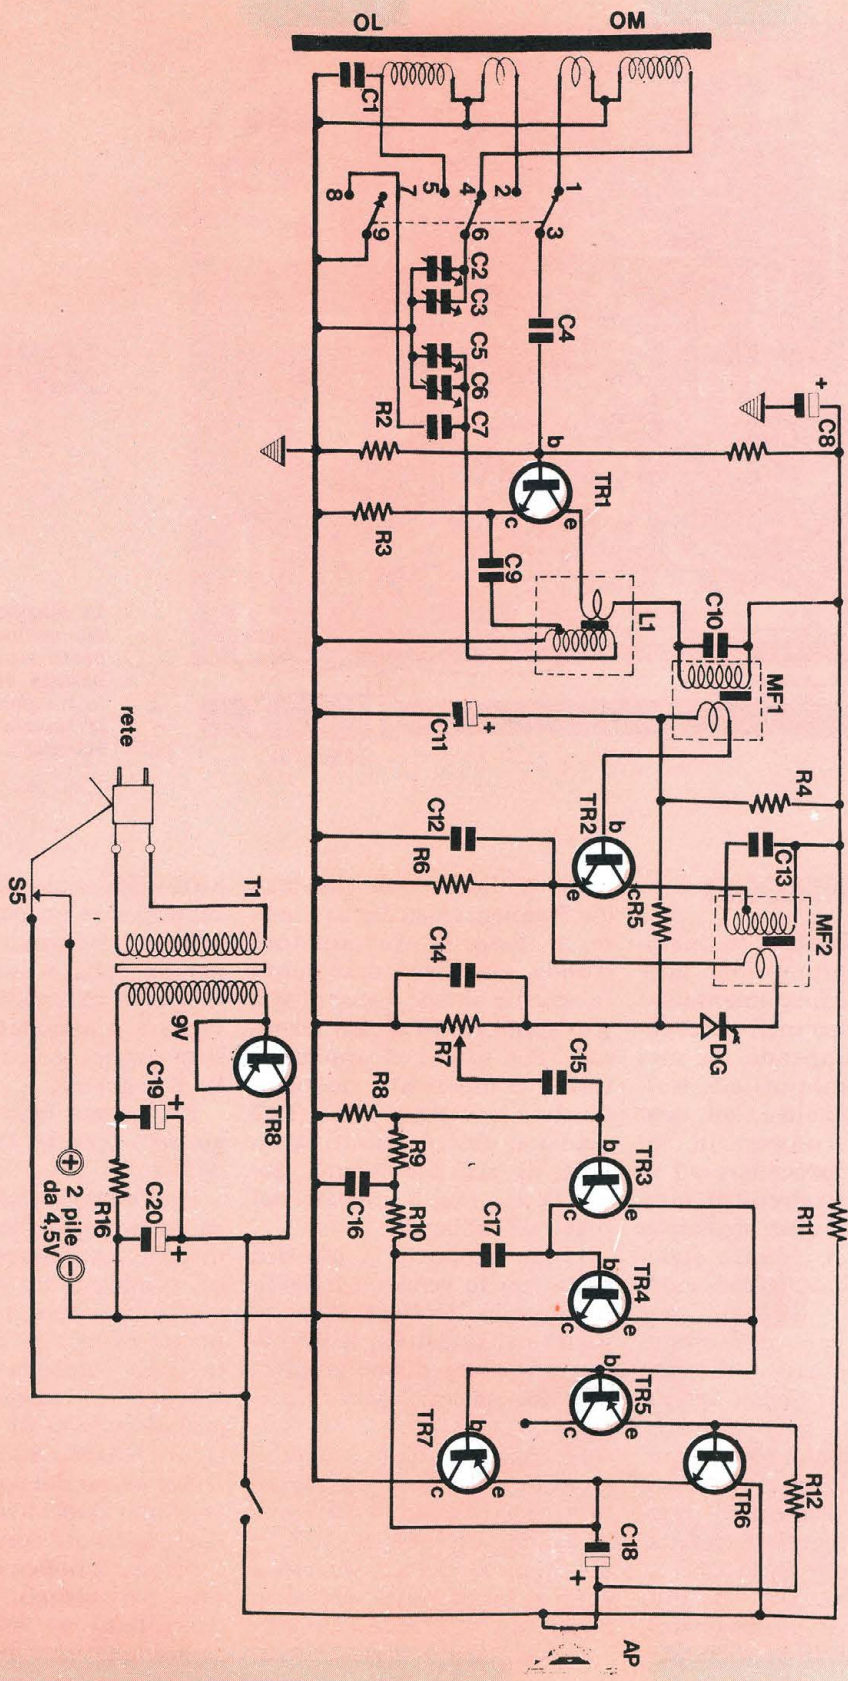 OL
OM
C1
1
2
3
4
5
6
7
8
9
C2
C3
C5
C6
C7
C4
+
C8
R2
b
TR1
c
e
R3
C9
L1
C10
MF1
C11
+
R4
TR2
b
c
R5
e
C12
R6
C13
MF2
C14
R7
DG
C15
R8
R9
R10
C16
b
TR3
c
e
C17
b
TR4
c
e
R11
b
TR5
c
e
TR6
b
TR7
c
e
R12
C18
+
AP
rete
S5
T1
9V
TR8
C19
+
R16
C20
+
+
2 pile
da 4,5V
-